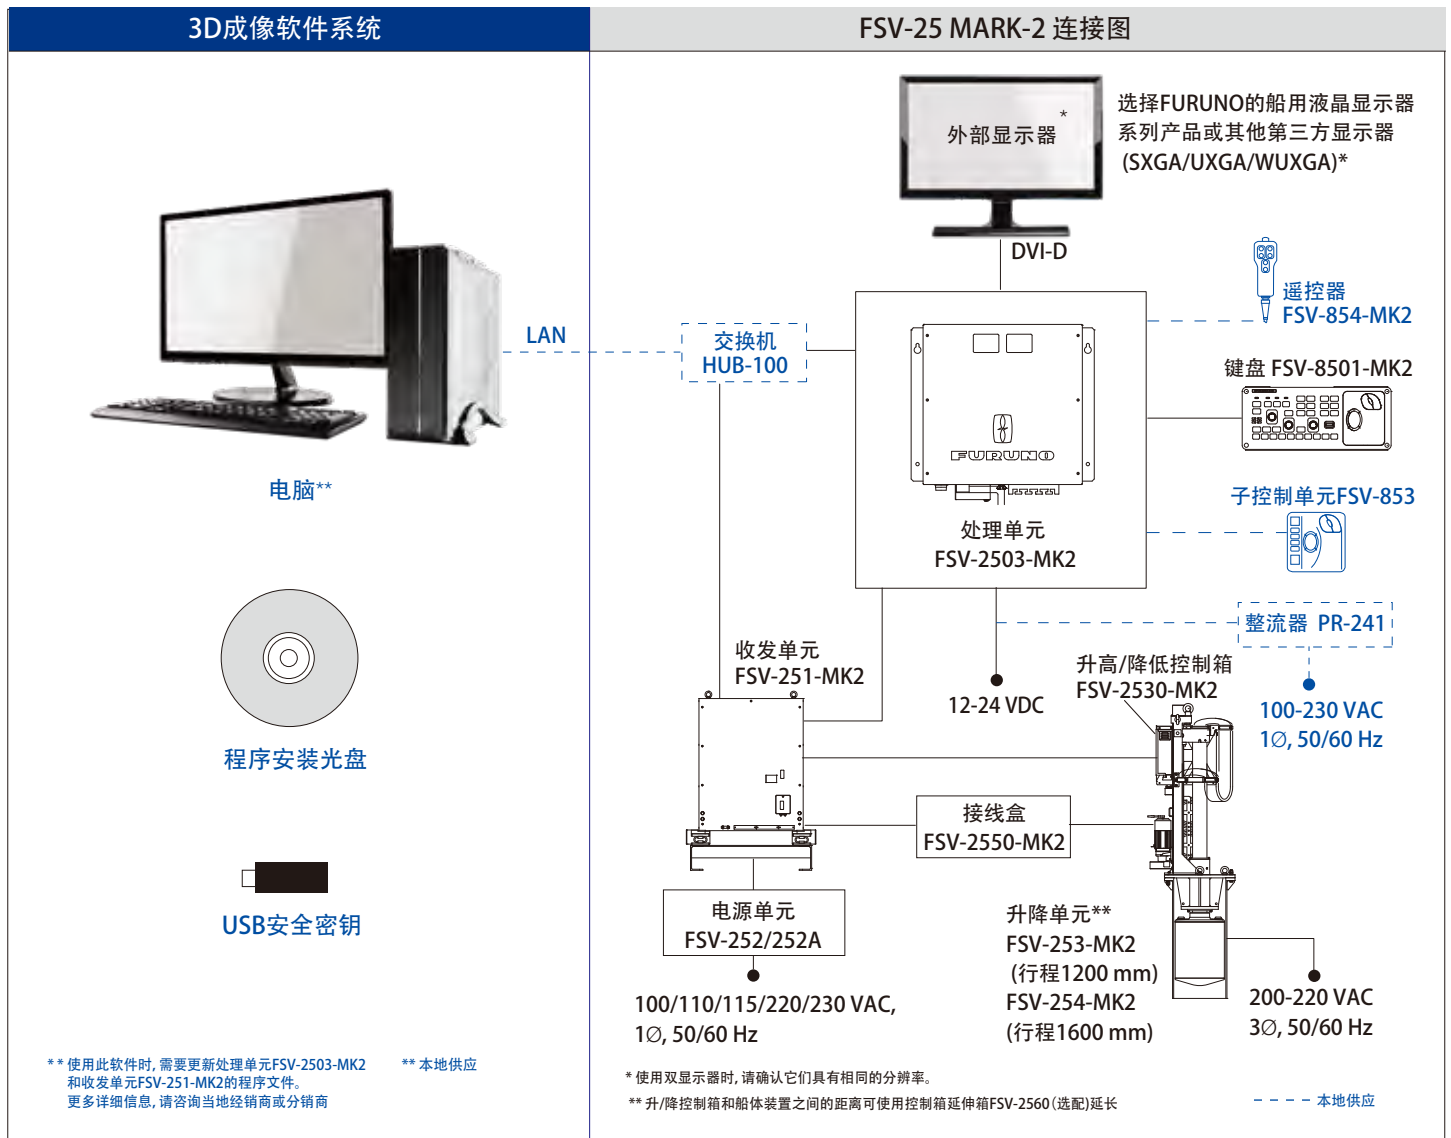 3D成像软件系统
FSV-25 MARK-2 连接图
外部显示器*
选择FURUNO的船用液晶显示器
系列产品或其他第三方显示器
(SXGA/UXGA/WUXGA)*
DVI-D
遥控器
FSV-854-MK2
LAN
交换机
HUB-100
键盘 FSV-8501-MK2
FURUNO
电脑**
子控制单元FSV-853
处理单元
FSV-2503-MK2
整流器 PR-241
收发单元
FSV-251-MK2
升高/降低控制箱
FSV-2530-MK2
12-24 VDC
100-230 VAC
1Ø, 50/60 Hz
程序安装光盘
接线盒
FSV-2550-MK2
USB安全密钥
电源单元
FSV-252/252A
升降单元**
FSV-253-MK2
(行程1200 mm)
FSV-254-MK2
(行程1600 mm)
100/110/115/220/230 VAC,
1Ø, 50/60 Hz
200-220 VAC
3Ø, 50/60 Hz
** 使用此软件时, 需要更新处理单元FSV-2503-MK2
和收发单元FSV-251-MK2的程序文件。
更多详细信息, 请咨询当地经销商或分销商
** 本地供应
* 使用双显示器时, 请确认它们具有相同的分辨率。
** 升/降控制箱和船体装置之间的距离可使用控制箱延伸箱FSV-2560(选配)延长
---- 本地供应